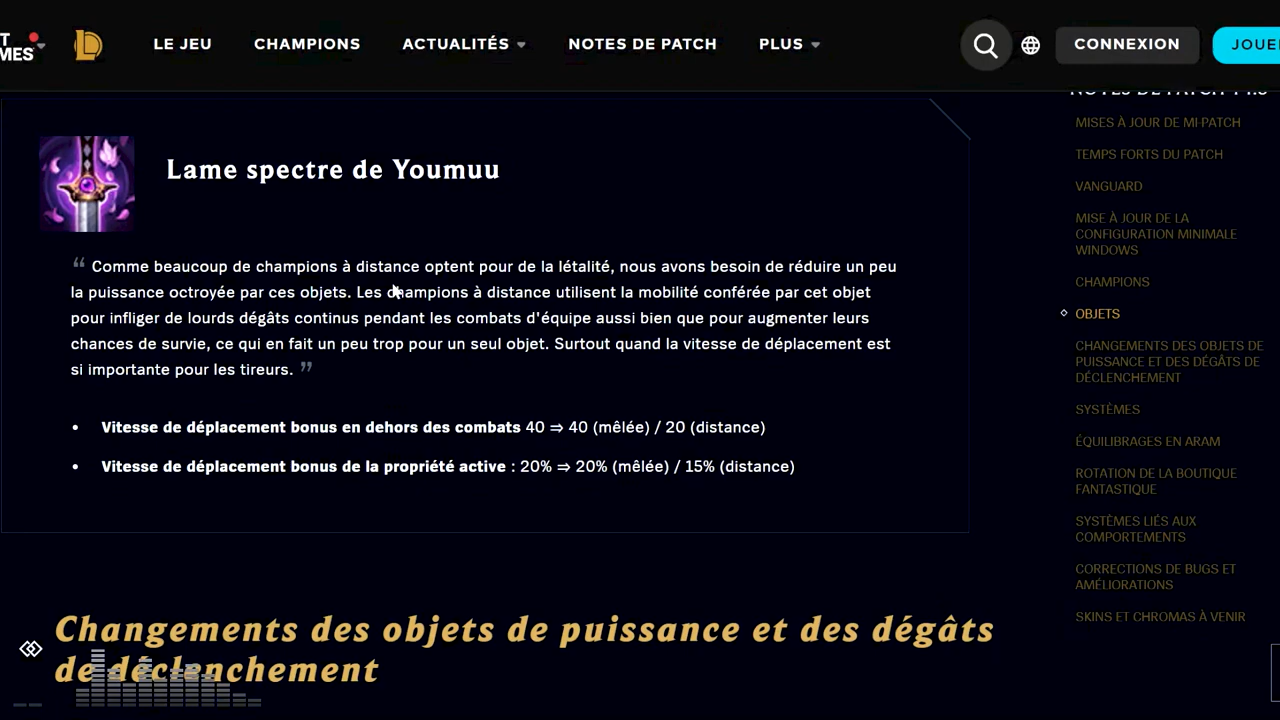 LE JEU
CHAMPIONS
ACTUALITÉS
NOTES DE PATCH
PLUS
CONNEXION
Lame spectre de Youmuu
“ Comme beaucoup de champions à distance optent pour de la létalité, nous avons besoin de réduire un peu
la puissance octroyée par ces objets. Les champions à distance utilisent la mobilité conférée par cet objet
pour infliger de lourds dégâts continus pendant les combats d'équipe aussi bien que pour augmenter leurs
chances de survie, ce qui en fait un peu trop pour un seul objet. Surtout quand la vitesse de déplacement est
si importante pour les tireurs. ”
• Vitesse de déplacement bonus en dehors des combats 40 ⇒ 40 (mêlée) / 20 (distance)
• Vitesse de déplacement bonus de la propriété active : 20% ⇒ 20% (mêlée) / 15% (distance)
Changements des objets de puissance et des dégâts
de déclenchement
MISES À JOUR DE MI-PATCH
TEMPS FORTS DU PATCH
VANGUARD
MISE À JOUR DE LA
CONFIGURATION MINIMALE
WINDOWS
CHAMPIONS
OBJETS
CHANGEMENTS DES OBJETS DE
PUISSANCE ET DES DÉGÂTS DE
DÉCLENCHEMENT
SYSTÈMES
ÉQUILIBRAGES EN ARAM
ROTATION DE LA BOUTIQUE
FANTASTIQUE
SYSTÈMES LIÉS AUX
COMPORTEMENTS
CORRECTIONS DE BUGS ET
AMÉLIORATIONS
SKINS ET CHROMAS À VENIR